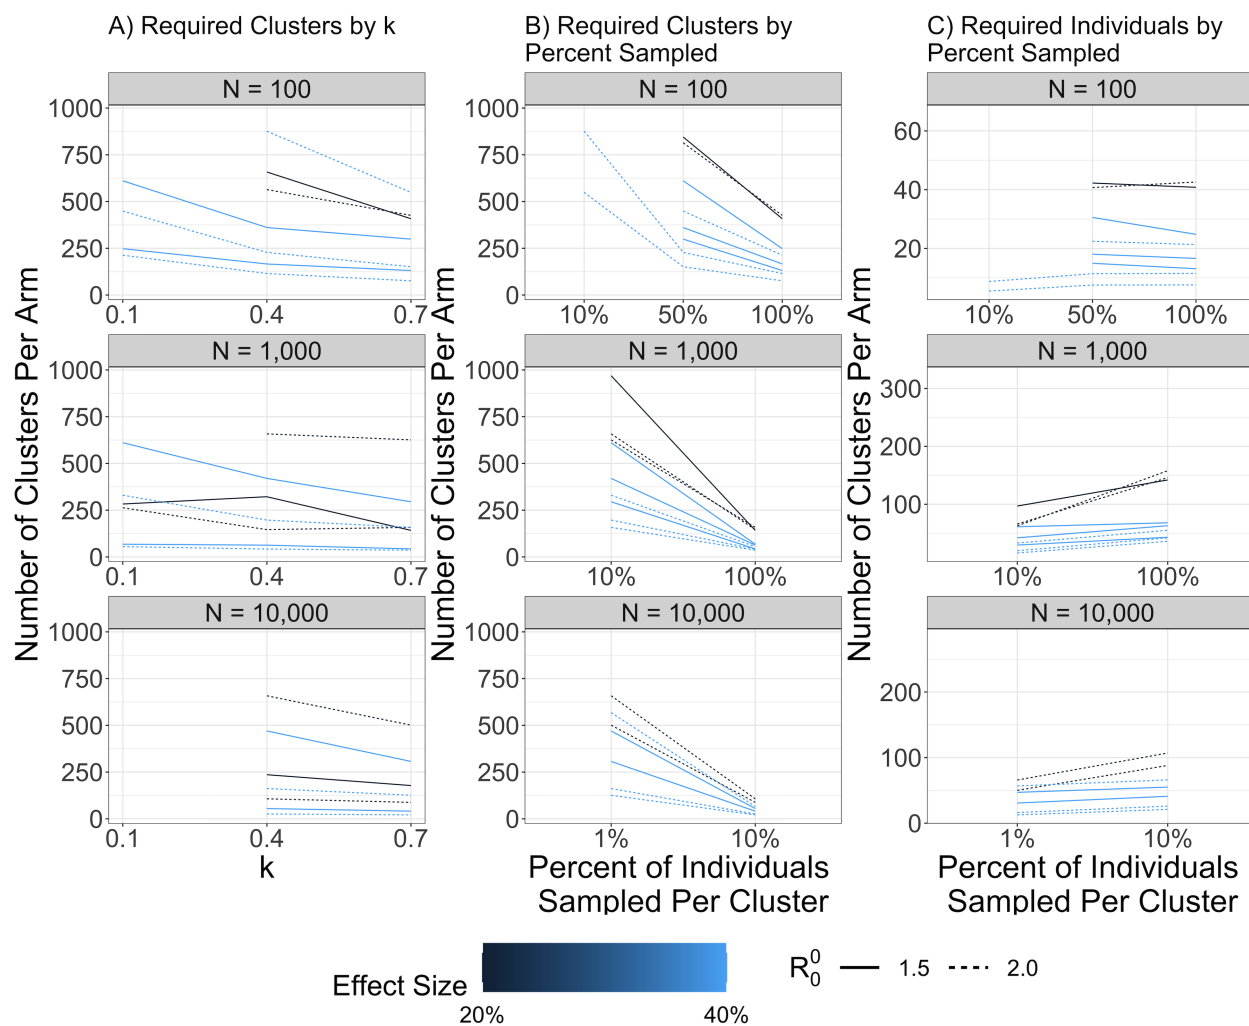 A) Required Clusters by k
B) Required Clusters by
Percent Sampled
C) Required Individuals by
Percent Sampled
Number of Clusters Per Arm
N = 100
1000
750
500
250
0
0.1 0.4 0.7
N = 1,000
1000
750
500
250
0
0.1 0.4 0.7
N = 10,000
1000
750
500
250
0
0.1 0.4 0.7
k
Number of Clusters Per Arm
N = 100
1000
750
500
250
0
10% 50% 100%
N = 1,000
1000
750
500
250
0
10% 100%
N = 10,000
1000
750
500
250
0
1% 10%
Percent of Individuals
Sampled Per Cluster
Number of Clusters Per Arm
N = 100
60
40
20
10% 50% 100%
N = 1,000
300
200
100
10% 100%
N = 10,000
200
100
0
1% 10%
Percent of Individuals
Sampled Per Cluster
Effect Size
20% 40%
R₀⁰ 1.5 2.0